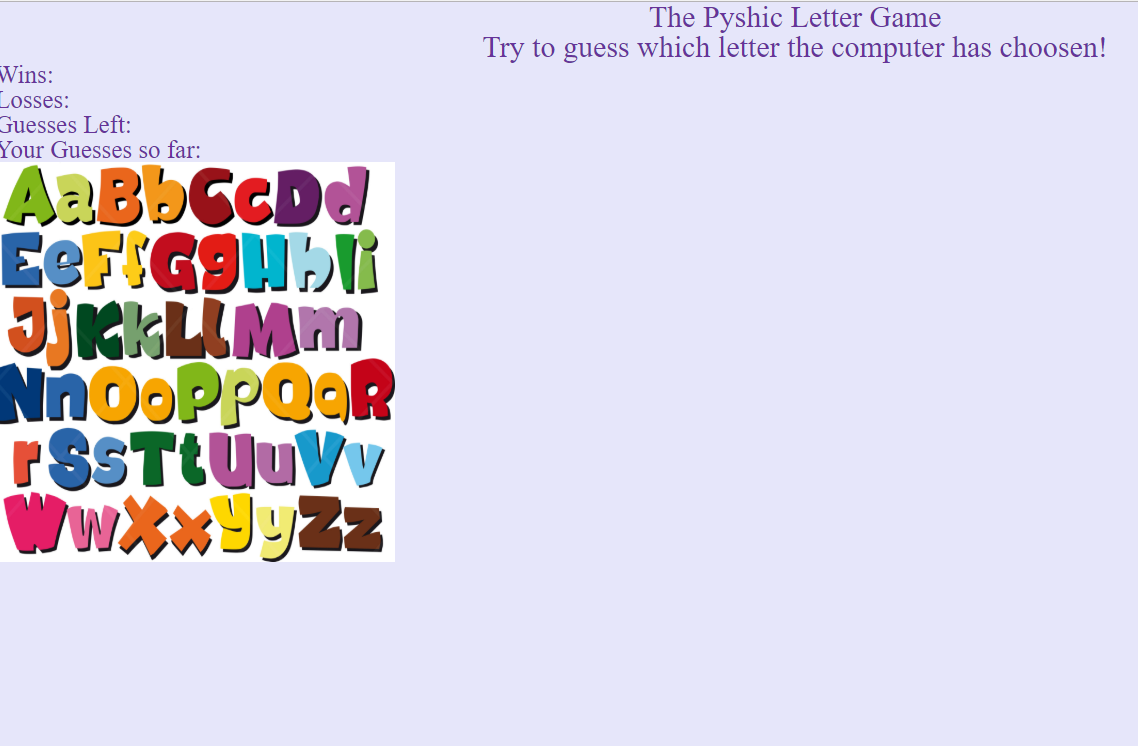 The Pyshic Letter Game
Try to guess which letter the computer has choosen!
Wins:
Losses:
Guesses Left:
Your Guesses so far:
AaBbCcDd
EeFfGgHhIi
JjKkLlMm
NnOoPpQqR
rSsTtUuVv
WwXxYyZz